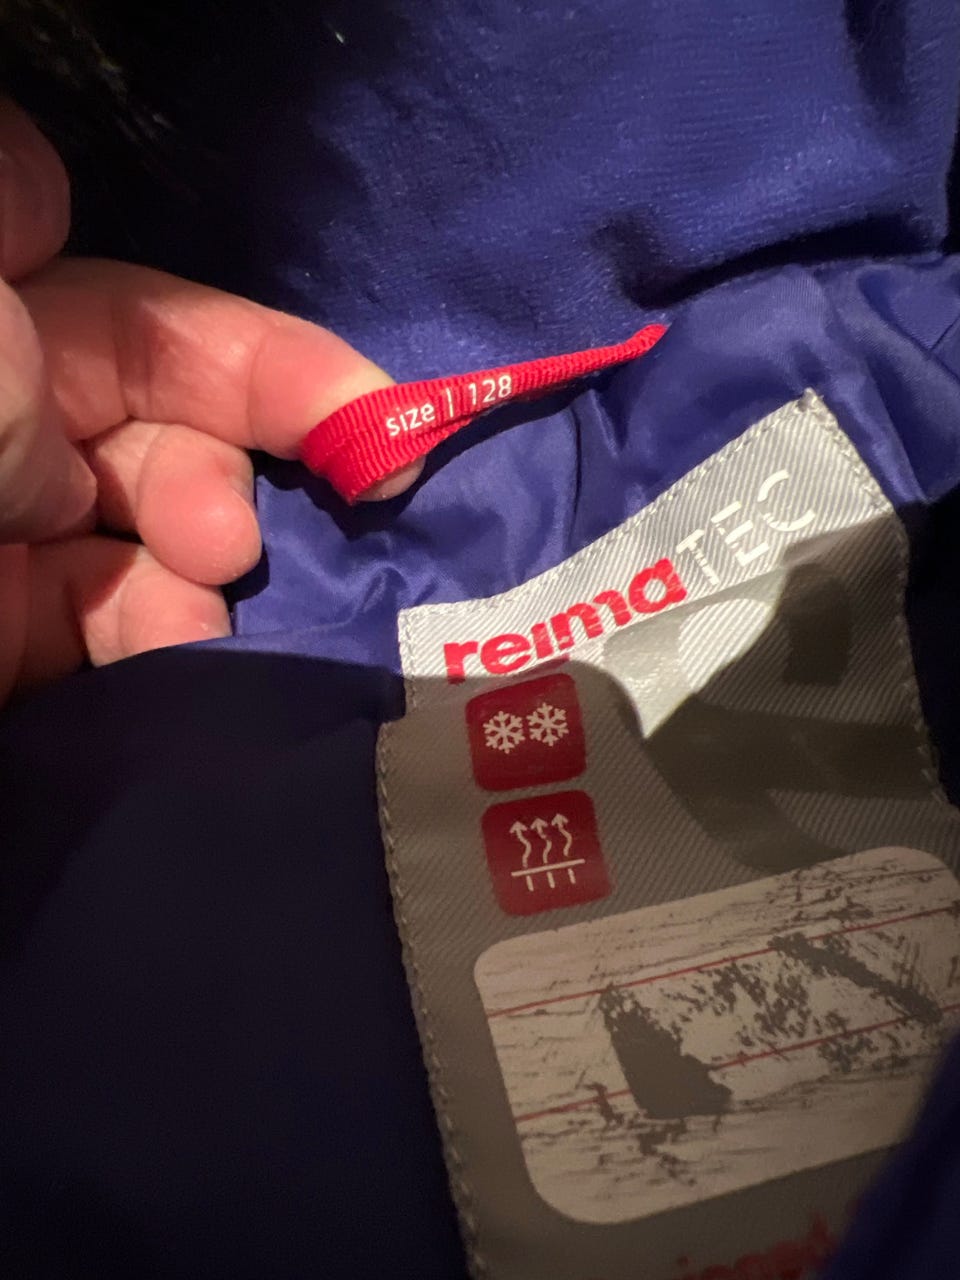 size | 128
reimaTEC